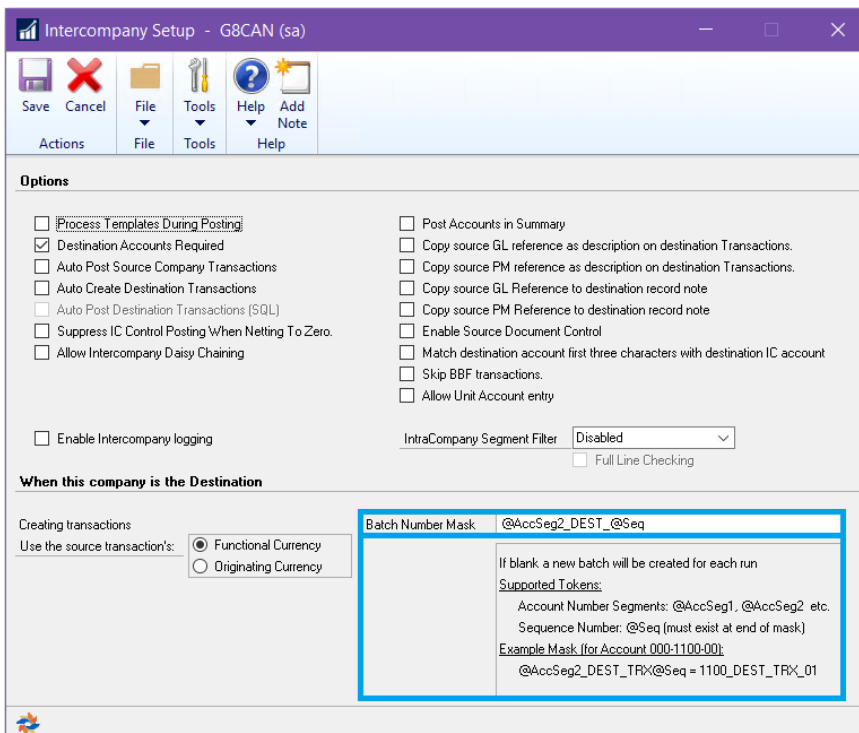 Intercompany Setup - G8CAN (sa)
Save Cancel File Tools Help Add Note
Actions File Tools Help
Options
Process Templates During Posting
Destination Accounts Required
Auto Post Source Company Transactions
Auto Create Destination Transactions
Auto Post Destination Transactions (SQL)
Suppress IC Control Posting When Netting To Zero.
Allow Intercompany Daisy Chaining
Enable Intercompany logging
Post Accounts in Summary
Copy source GL reference as description on destination Transactions.
Copy source PM reference as description on destination Transactions.
Copy source GL Reference to destination record note
Copy source PM Reference to destination record note
Enable Source Document Control
Match destination account first three characters with destination IC account
Skip BBF transactions.
Allow Unit Account entry
IntraCompany Segment Filter Disabled
Full Line Checking
When this company is the Destination
Creating transactions
Use the source transaction's:
Functional Currency
Originating Currency
Batch Number Mask @AccSeg2_DEST_@Seq
If blank a new batch will be created for each run
Supported Tokens:
Account Number Segments: @AccSeg1, @AccSeg2 etc.
Sequence Number: @Seq (must exist at end of mask)
Example Mask (for Account 000-1100-00):
@AccSeg2_DEST_TRX@Seq = 1100_DEST_TRX_01